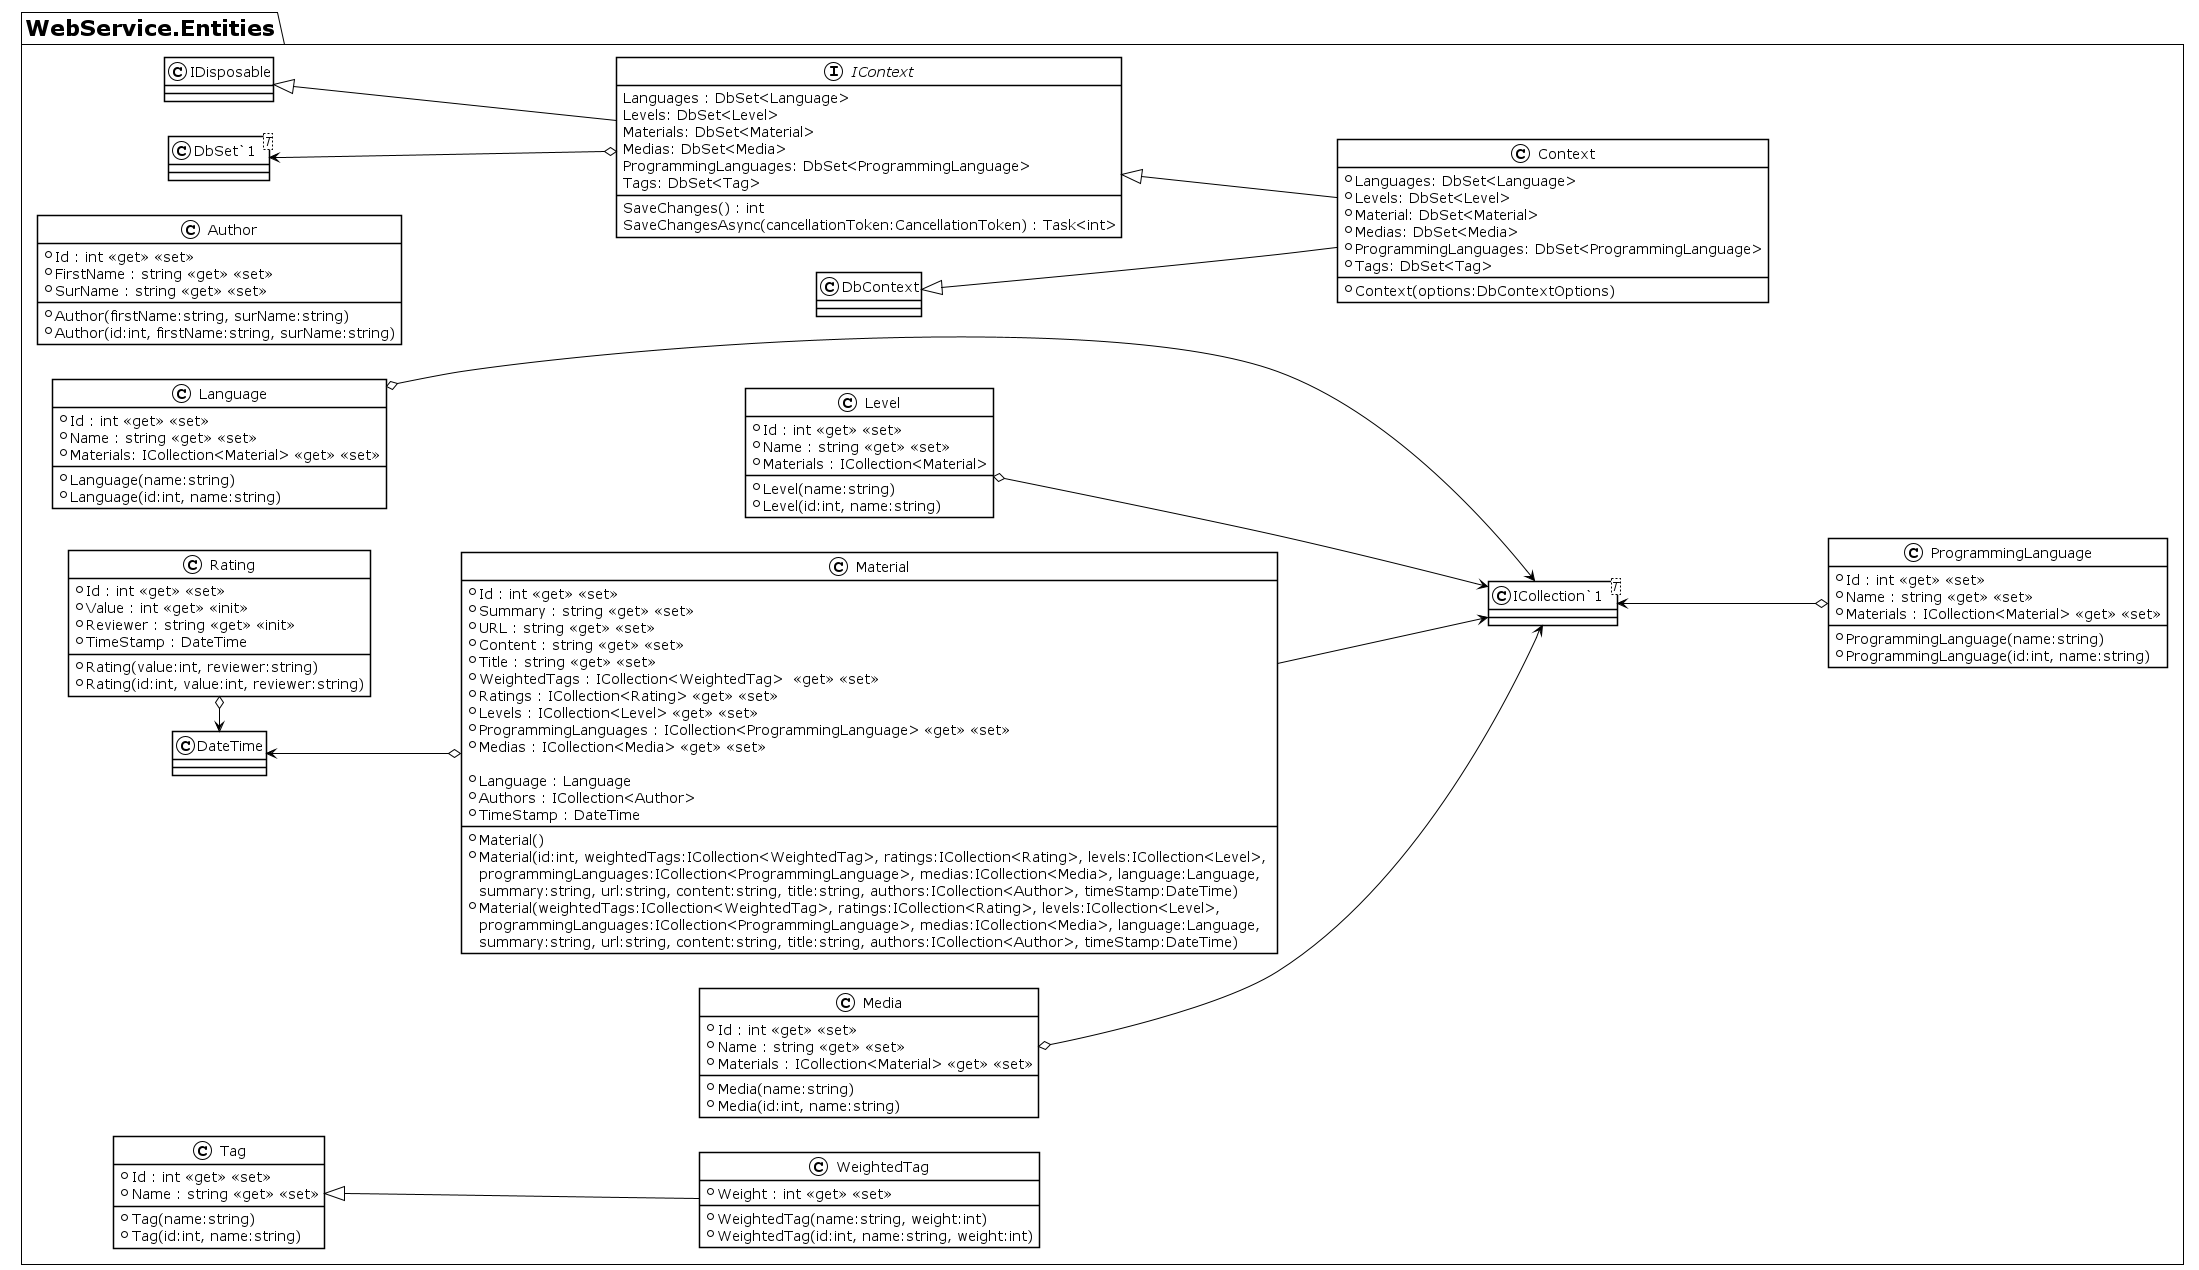 WebService.Entities
C IDisposable
C DbSet`1 T
I IContext
Languages : DbSet<Language>
Levels: DbSet<Level>
Materials: DbSet<Material>
Medias: DbSet<Media>
ProgrammingLanguages: DbSet<ProgrammingLanguage>
Tags: DbSet<Tag>
SaveChanges() : int
SaveChangesAsync(cancellationToken:CancellationToken) : Task<int>
C Context
Languages: DbSet<Language>
Levels: DbSet<Level>
Material: DbSet<Material>
Medias: DbSet<Media>
ProgrammingLanguages: DbSet<ProgrammingLanguage>
Tags: DbSet<Tag>
Context(options:DbContextOptions)
C Author
Id : int «get» «set»
FirstName : string «get» «set»
SurName : string «get» «set»
Author(firstName:string, surName:string)
Author(id:int, firstName:string, surName:string)
C DbContext
C Language
Id : int «get» «set»
Name : string «get» «set»
Materials: ICollection<Material> «get» «set»
Language(name:string)
Language(id:int, name:string)
C Level
Id : int «get» «set»
Name : string «get» «set»
Materials : ICollection<Material>
Level(name:string)
Level(id:int, name:string)
C Rating
Id : int «get» «set»
Value : int «get» «init»
Reviewer : string «get» «init»
TimeStamp : DateTime
Rating(value:int, reviewer:string)
Rating(id:int, value:int, reviewer:string)
C DateTime
C Material
Id : int «get» «set»
Summary : string «get» «set»
URL : string «get» «set»
Content : string «get» «set»
Title : string «get» «set»
WeightedTags : ICollection<WeightedTag>  «get» «set»
Ratings : ICollection<Rating> «get» «set»
Levels : ICollection<Level> «get» «set»
ProgrammingLanguages : ICollection<ProgrammingLanguage> «get» «set»
Medias : ICollection<Media> «get» «set»
Language : Language
Authors : ICollection<Author>
TimeStamp : DateTime
Material()
Material(id:int, weightedTags:ICollection<WeightedTag>, ratings:ICollection<Rating>, levels:ICollection<Level>,
programmingLanguages:ICollection<ProgrammingLanguage>, medias:ICollection<Media>, language:Language,
summary:string, url:string, content:string, title:string, authors:ICollection<Author>, timeStamp:DateTime)
Material(weightedTags:ICollection<WeightedTag>, ratings:ICollection<Rating>, levels:ICollection<Level>,
programmingLanguages:ICollection<ProgrammingLanguage>, medias:ICollection<Media>, language:Language,
summary:string, url:string, content:string, title:string, authors:ICollection<Author>, timeStamp:DateTime)
C ICollection`1 T
C ProgrammingLanguage
Id : int «get» «set»
Name : string «get» «set»
Materials : ICollection<Material> «get» «set»
ProgrammingLanguage(name:string)
ProgrammingLanguage(id:int, name:string)
C Media
Id : int «get» «set»
Name : string «get» «set»
Materials : ICollection<Material> «get» «set»
Media(name:string)
Media(id:int, name:string)
C Tag
Id : int «get» «set»
Name : string «get» «set»
Tag(name:string)
Tag(id:int, name:string)
C WeightedTag
Weight : int «get» «set»
WeightedTag(name:string, weight:int)
WeightedTag(id:int, name:string, weight:int)